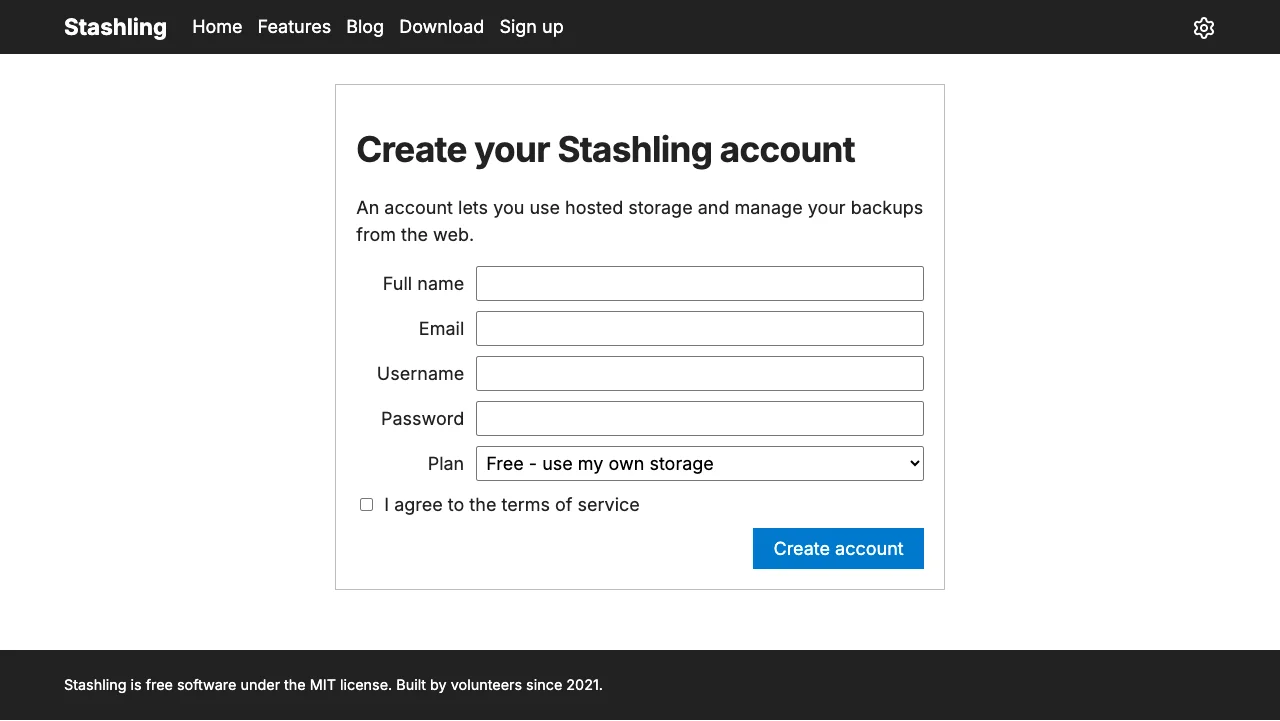 Stashling Home Features Blog Download Sign up
Create your Stashling account
An account lets you use hosted storage and manage your backups
from the web.
Full name
Email
Username
Password
Plan Free - use my own storage
I agree to the terms of service
Create account
Stashling is free software under the MIT license. Built by volunteers since 2021.